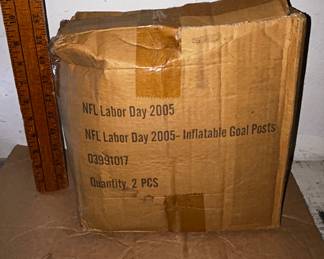 NFL Labor Day 2005
NFL Labor Day 2005- Inflatable Goal Posts
03991017
Quantity, 2 PCS